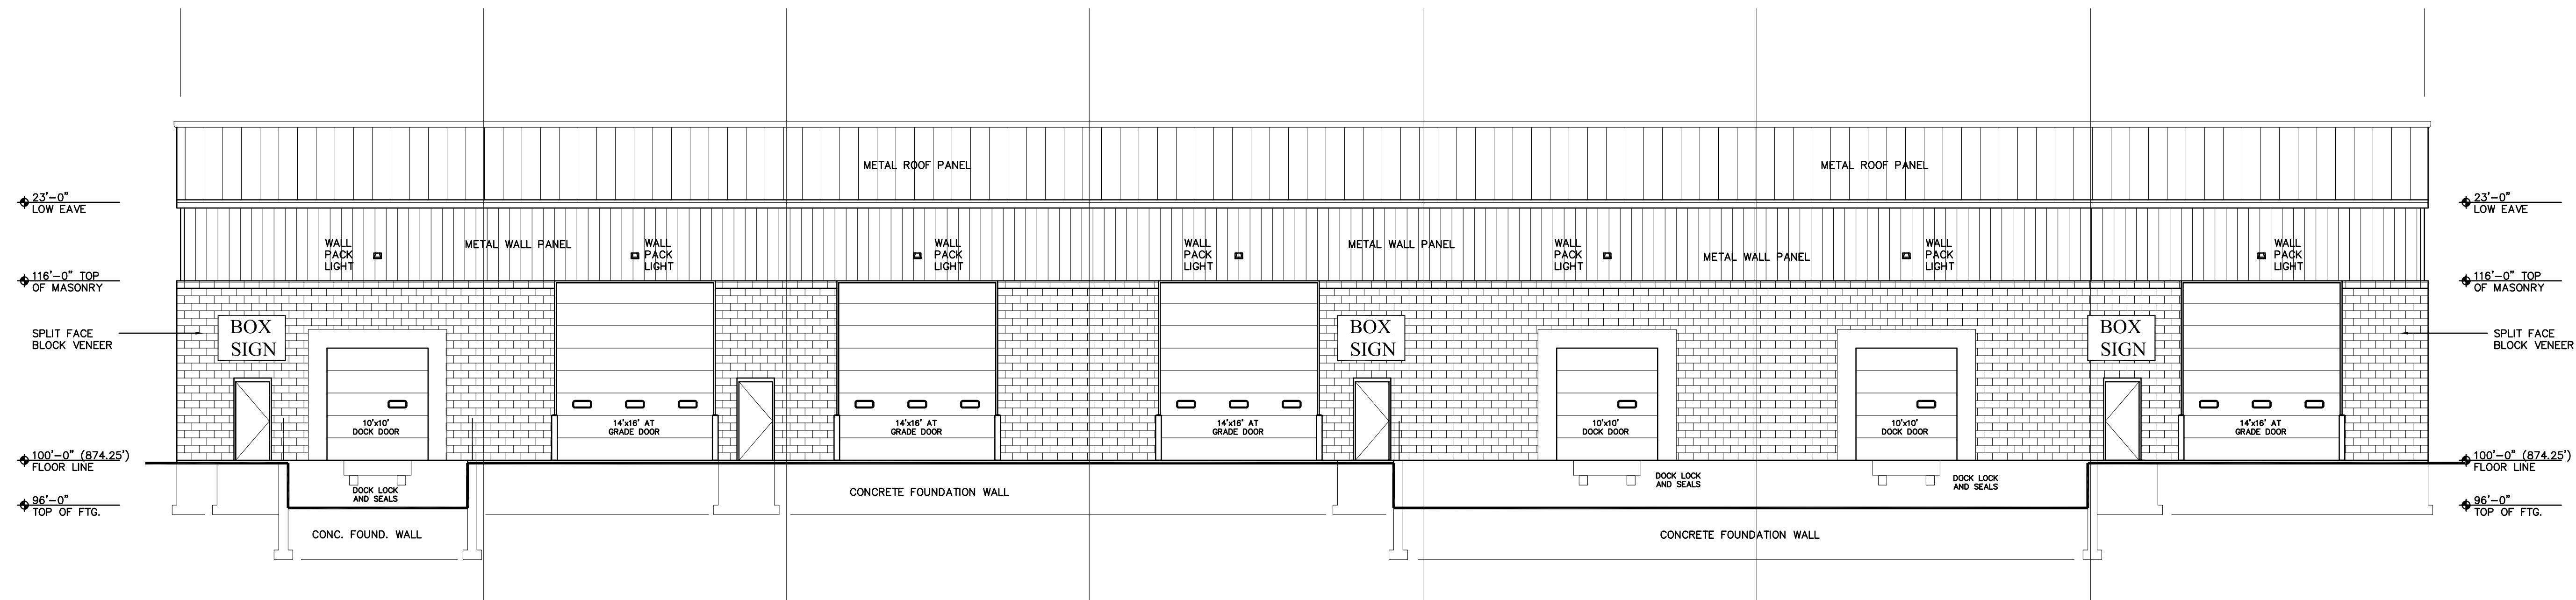 METAL ROOF PANEL
METAL ROOF PANEL
23'-0"
LOW EAVE
23'-0"
LOW EAVE
WALL
PACK
LIGHT
METAL WALL PANEL
WALL
PACK
LIGHT
WALL
PACK
LIGHT
WALL
PACK
LIGHT
METAL WALL PANEL
WALL
PACK
LIGHT
METAL WALL PANEL
WALL
PACK
LIGHT
WALL
PACK
LIGHT
116'-0" TOP
OF MASONRY
116'-0" TOP
OF MASONRY
SPLIT FACE
BLOCK VENEER
BOX
SIGN
BOX
SIGN
BOX
SIGN
SPLIT FACE
BLOCK VENEER
10'x10'
DOCK DOOR
14'x16' AT
GRADE DOOR
14'x16' AT
GRADE DOOR
14'x16' AT
GRADE DOOR
10'x10'
DOCK DOOR
10'x10'
DOCK DOOR
14'x16' AT
GRADE DOOR
100'-0" (874.25')
FLOOR LINE
100'-0" (874.25')
FLOOR LINE
DOCK LOCK
AND SEALS
CONCRETE FOUNDATION WALL
DOCK LOCK
AND SEALS
DOCK LOCK
AND SEALS
96'-0"
TOP OF FTG.
96'-0"
TOP OF FTG.
CONC. FOUND. WALL
CONCRETE FOUNDATION WALL